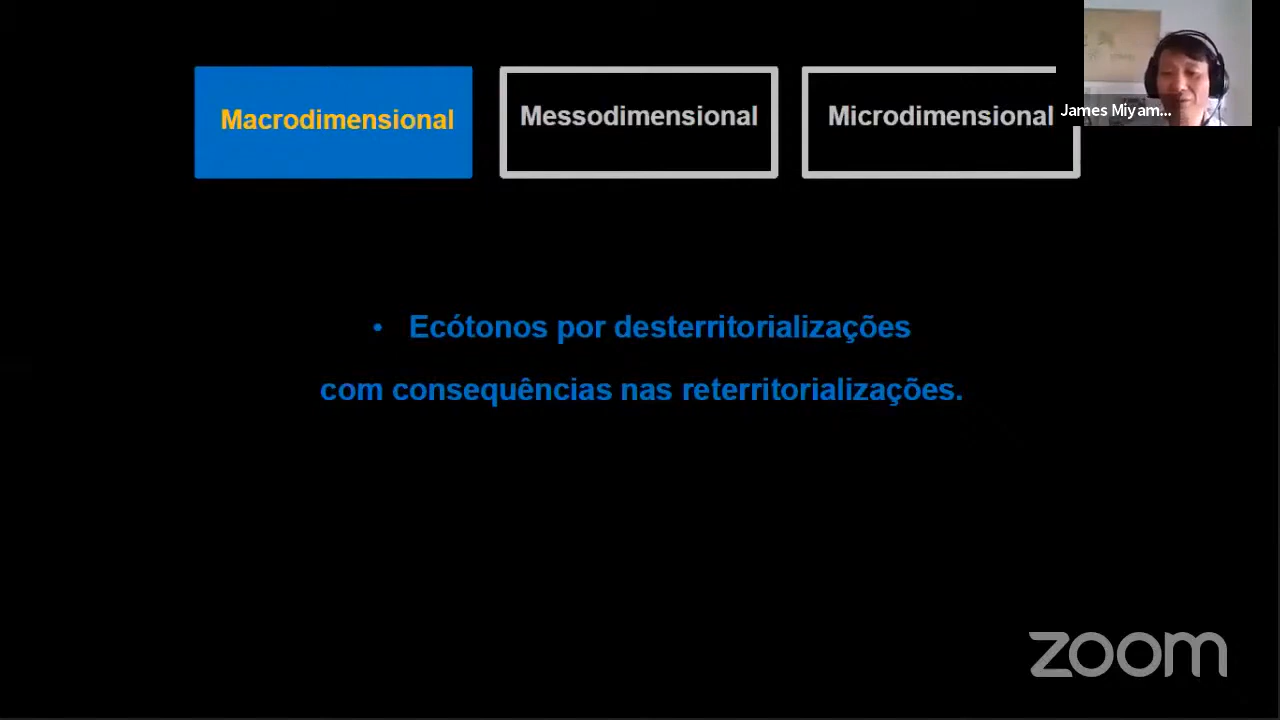 Macrodimensional
Messodimensional
Microdimensional
James Miyam...
• Ecótonos por desterritorializações
com consequências nas reterritorializações.
zoom